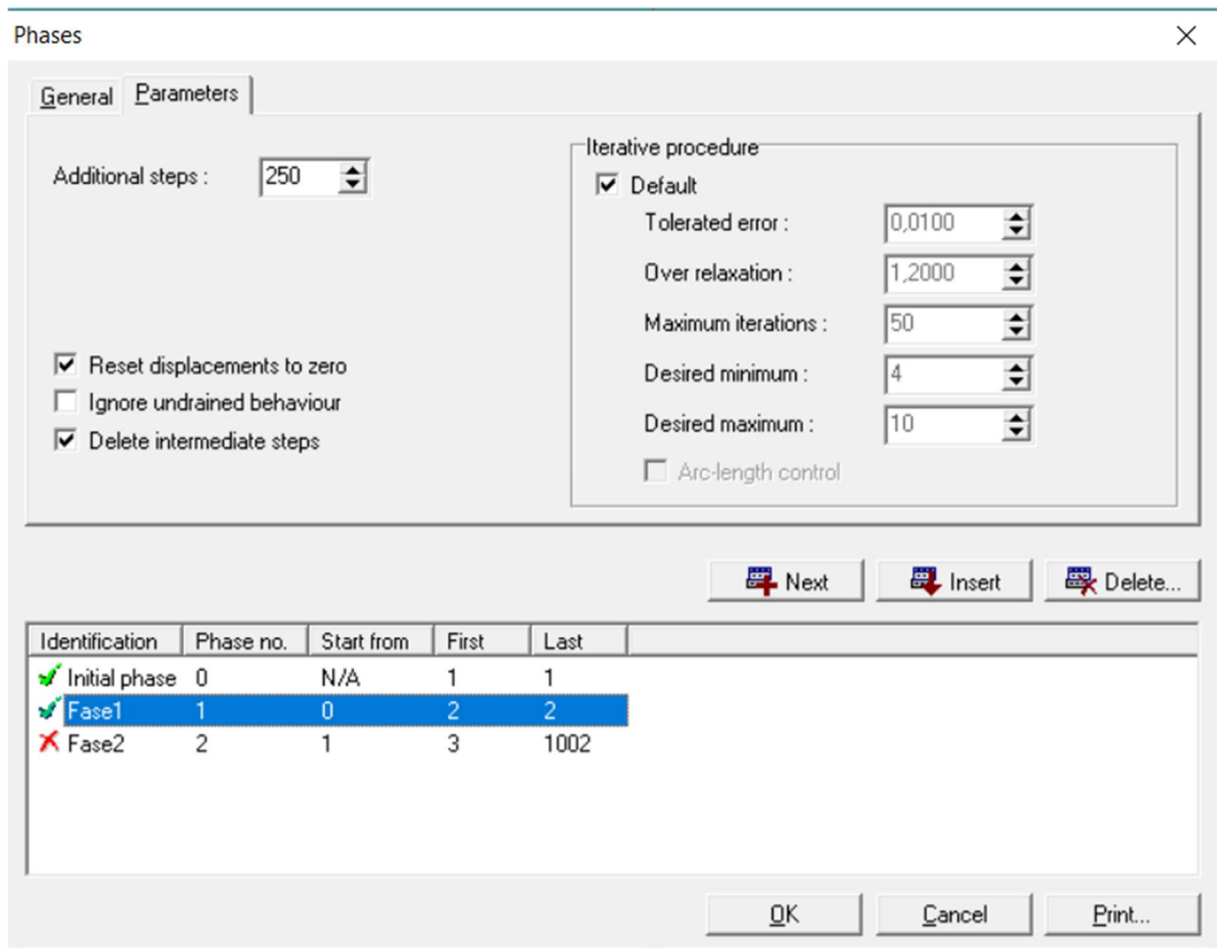 Phases
General Parameters
Additional steps : 250
Reset displacements to zero
Ignore undrained behaviour
Delete intermediate steps
Iterative procedure
Default
Tolerated error : 0,0100
Over relaxation : 1,2000
Maximum iterations : 50
Desired minimum : 4
Desired maximum : 10
Arc-length control
Next Insert Delete...
Identification Phase no. Start from First Last
Initial phase 0 N/A 1 1
Fase1 1 0 2 2
Fase2 2 1 3 1002
OK Cancel Print...